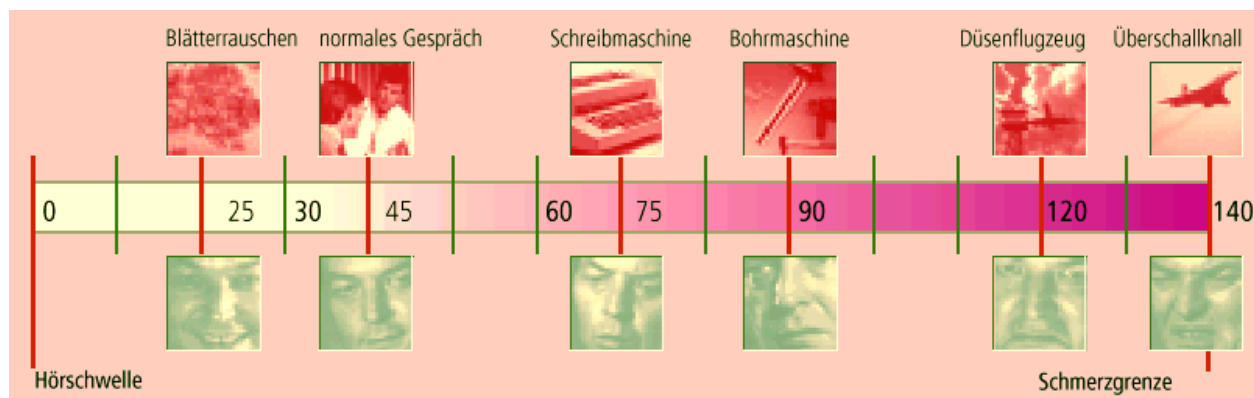 Blätterrauschen normales Gespräch Schreibmaschine Bohrmaschine Düsenflugzeug Überschallknall
0 25 30 45 60 75 90 120 140
Hörschwelle Schmerzgrenze